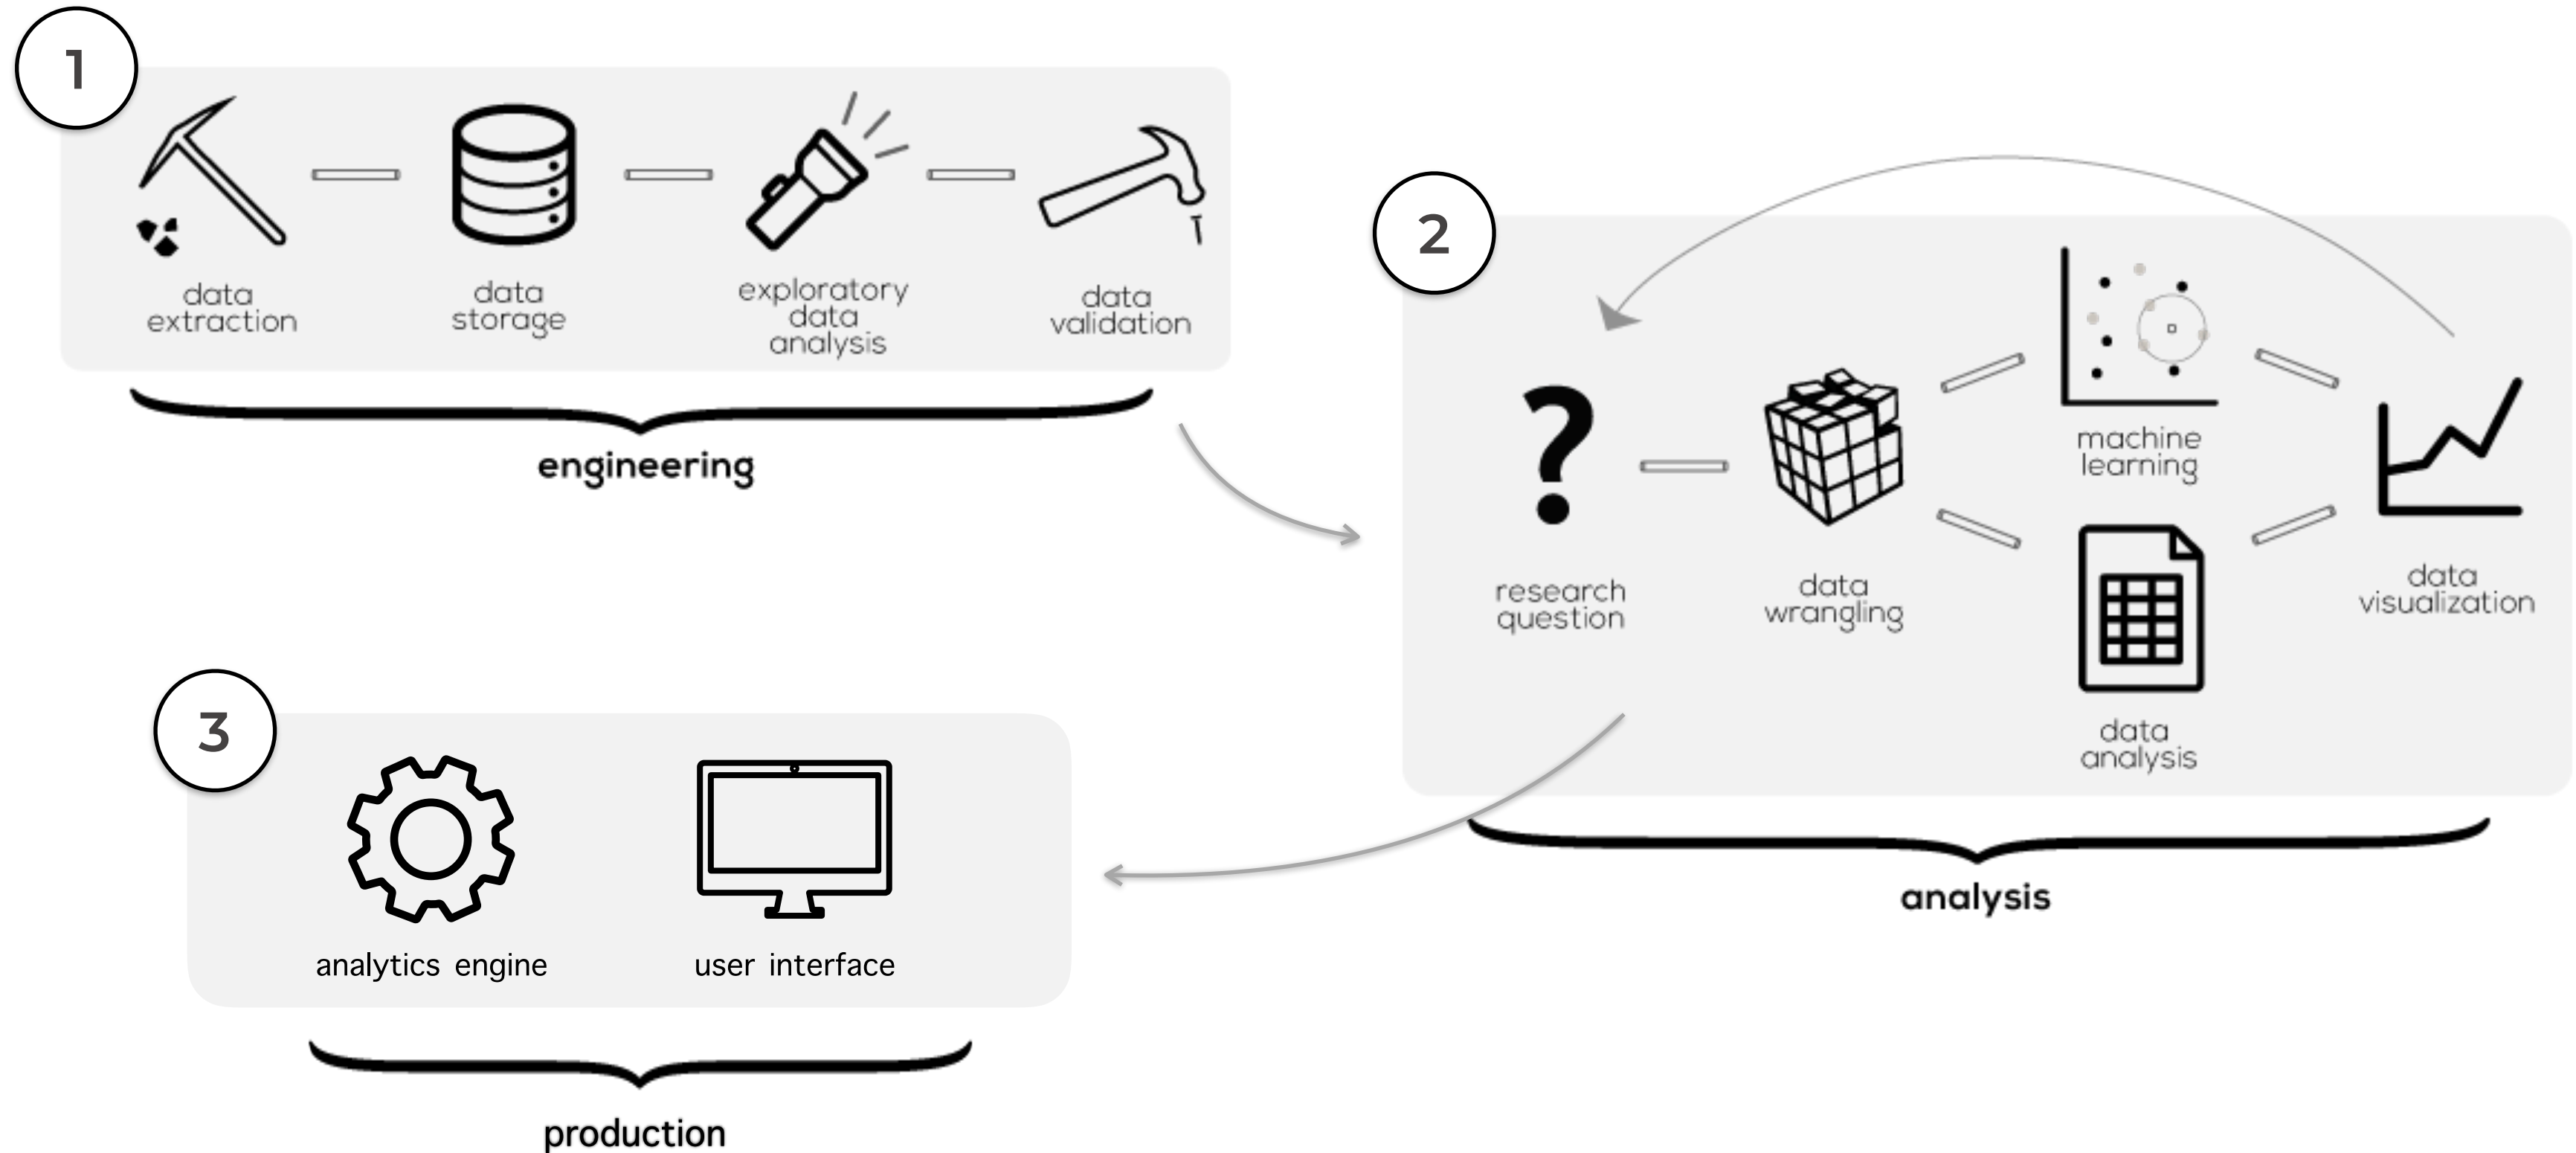 1
data
extraction
data
storage
exploratory
data
analysis
data
validation
engineering
2
research
question
data
wrangling
machine
learning
data
analysis
data
visualization
analysis
3
analytics engine
user interface
production